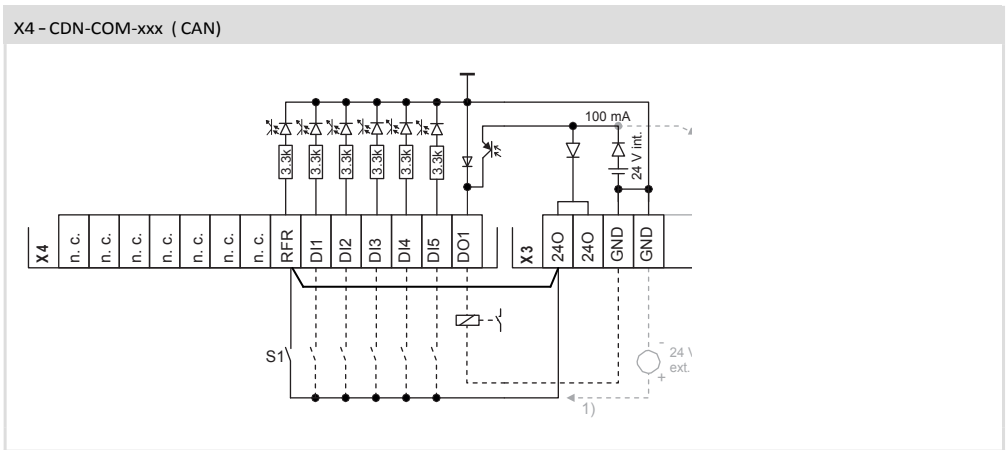 X4 – CDN-COM-xxx ( CAN)
100 mA
3.3k
3.3k
3.3k
3.3k
3.3k
3.3k
24 V int.
X4
n. c.
n. c.
n. c.
n. c.
n. c.
n. c.
n. c.
RFR
DI1
DI2
DI3
DI4
DI5
DO1
X3
24O
24O
GND
GND
S1
-
24 V
ext.
+
1)